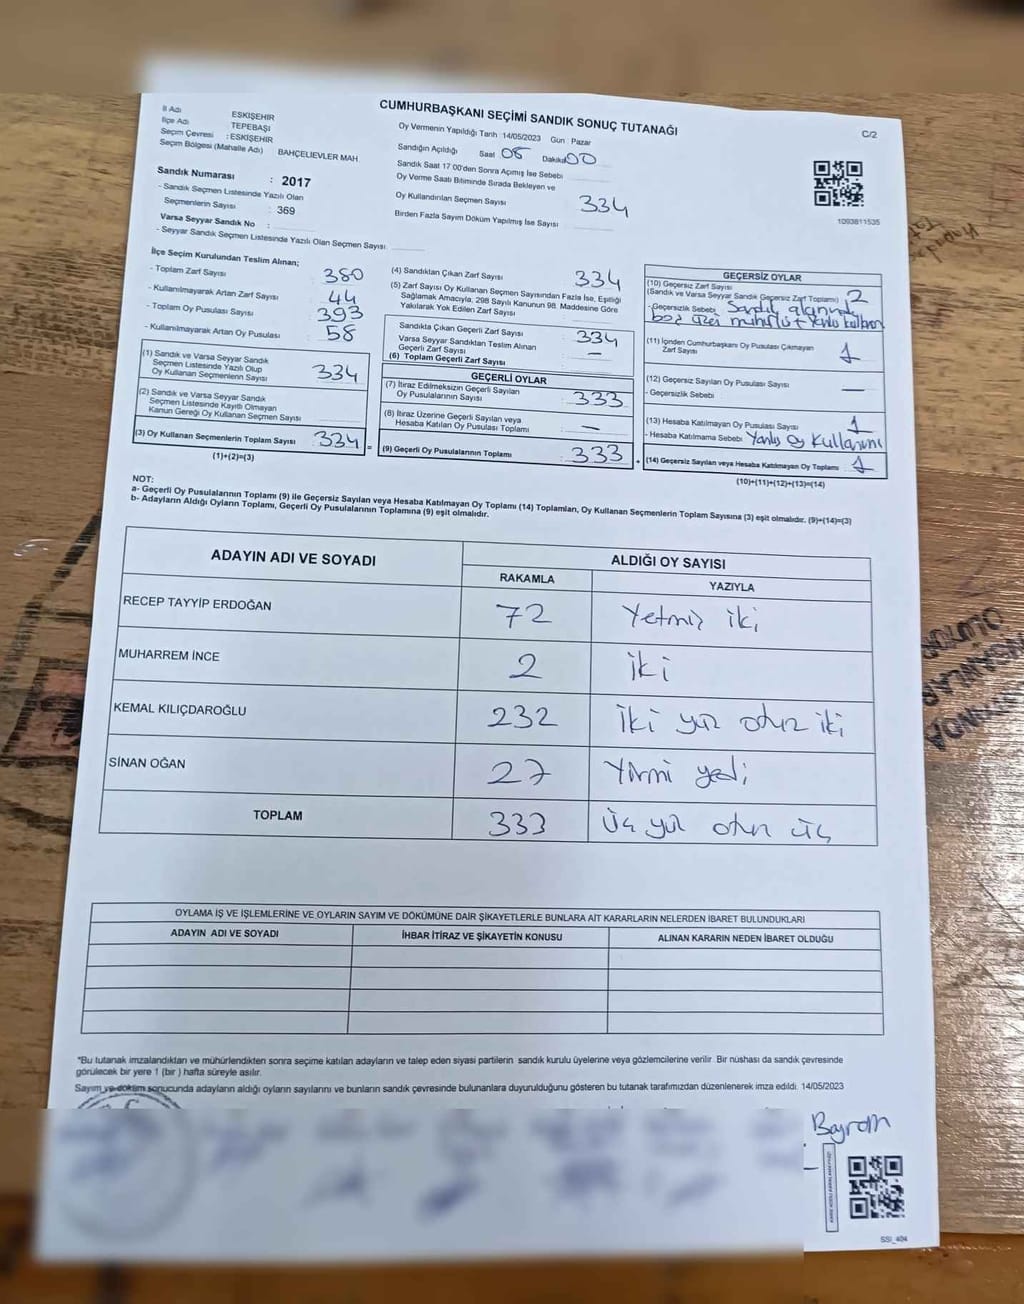 CUMHURBAŞKANI SEÇİMİ SANDIK SONUÇ TUTANAĞI
C/2
İl Adı ESKİŞEHİR
İlçe Adı TEPEBAŞI
Seçim Çevresi : ESKİŞEHİR
Seçim Bölgesi (Mahalle Adı) BAHÇELİEVLER MAH.
Sandık Numarası : 2017
- Sandık Seçmen Listesinde Yazılı Olan
Seçmenlerin Sayısı : 369
Varsa Seyyar Sandık No :
- Seyyar Sandık Seçmen Listesinde Yazılı Olan Seçmen Sayısı:
Oy Vermenin Yapıldığı Tarih : 14/05/2023 Gün : Pazar
Sandığın Açıldığı Saat 08 Dakika 00
Sandık Saat 17:00'den Sonra Açımış İse Sebebi
Oy Verme Saati Bitiminde Sırada Bekleyen ve
Oy Kullandırılan Seçmen Sayısı 334
Birden Fazla Sayım Döküm Yapılmış İse Sayısı
1093811535
İlçe Seçim Kurulundan Teslim Alınan;
- Toplam Zarf Sayısı : 380
- Kullanılmayarak Artan Zarf Sayısı : 44
- Toplam Oy Pusulası Sayısı : 393
- Kullanılmayarak Artan Oy Pusulası : 58
(1) Sandık ve Varsa Seyyar Sandık
Seçmen Listesinde Yazılı Olup
Oy Kullanan Seçmenlerin Sayısı : 334
(2) Sandık ve Varsa Seyyar Sandık
Seçmen Listesinde Kayıtlı Olmayan
Kanun Gereği Oy Kullanan Seçmen Sayısı
(3) Oy Kullanan Seçmenlerin Toplam Sayısı : 334 =
(1)+(2)=(3)
(4) Sandıktan Çıkan Zarf Sayısı 334
(5) Zarf Sayısı Oy Kullanan Seçmen Sayısından Fazla İse, Eşitliği
Sağlamak Amacıyla, 298 Sayılı Kanunun 98. Maddesine Göre
Yakılarak Yok Edilen Zarf Sayısı
Sandıkta Çıkan Geçerli Zarf Sayısı : 334
Varsa Seyyar Sandıktan Teslim Alınan
Geçerli Zarf Sayısı : —
(6) Toplam Geçerli Zarf Sayısı
GEÇERLİ OYLAR
(7) İtiraz Edilmeksizin Geçerli Sayılan
Oy Pusulalarının Sayısı : 333
(8) İtiraz Üzerine Geçerli Sayılan veya
Hesaba Katılan Oy Pusulası Toplamı : —
(9) Geçerli Oy Pusulalarının Toplamı : 333 +
GEÇERSİZ OYLAR
(10) Geçersiz Zarf Sayısı
(Sandık ve Varsa Seyyar Sandık Geçersiz Zarf Toplamı) 2
- Geçersizlik Sebebi
(11) İçinden Cumhurbaşkanı Oy Pusulası Çıkmayan
Zarf Sayısı : 1
(12) Geçersiz Sayılan Oy Pusulası Sayısı : —
- Geçersizlik Sebebi :
(13) Hesaba Katılmayan Oy Pusulası Sayısı : 1
- Hesaba Katılmama Sebebi : Yanlış Oy Kullanımı
(14) Geçersiz Sayılan veya Hesaba Katılmayan Oy Toplamı : 1
(10)+(11)+(12)+(13)=(14)
NOT:
a- Geçerli Oy Pusulalarının Toplamı (9) ile Geçersiz Sayılan veya Hesaba Katılmayan Oy Toplamı (14) Toplamları, Oy Kullanan Seçmenlerin Toplam Sayısına (3) eşit olmalıdır. (9)+(14)=(3)
b- Adayların Aldığı Oyların Toplamı, Geçerli Oy Pusulalarının Toplamına (9) eşit olmalıdır.
ADAYIN ADI VE SOYADI ALDIĞI OY SAYISI
RAKAMLA YAZIYLA
RECEP TAYYİP ERDOĞAN 72 Yetmiş iki
MUHARREM İNCE 2 İki
KEMAL KILIÇDAROĞLU 232 İki yüz otuz iki
SİNAN OĞAN 27 Yirmi yedi
TOPLAM 333 Üç yüz otuz üç
OYLAMA İŞ VE İŞLEMLERİNE VE OYLARIN SAYIM VE DÖKÜMÜNE DAİR ŞİKAYETLERLE BUNLARA AİT KARARLARIN NELERDEN İBARET BULUNDUKLARI
ADAYIN ADI VE SOYADI İHBAR İTİRAZ VE ŞİKAYETİN KONUSU ALINAN KARARIN NEDEN İBARET OLDUĞU
*Bu tutanak imzalandıktan ve mühürlendikten sonra seçime katılan adayların ve talep eden siyasi partilerin sandık kurulu üyelerine veya gözlemcilerine verilir. Bir nüshası da sandık çevresinde
görülecek bir yere 1 (bir) hafta süreyle asılır.
Sayım ve döküm sonucunda adayların aldığı oyların sayılarını ve bunların sandık çevresinde bulunanlara duyurulduğunu gösteren bu tutanak tarafımızdan düzenlenerek imza edildi. 14/05/2023
Bayram
SSİ_404